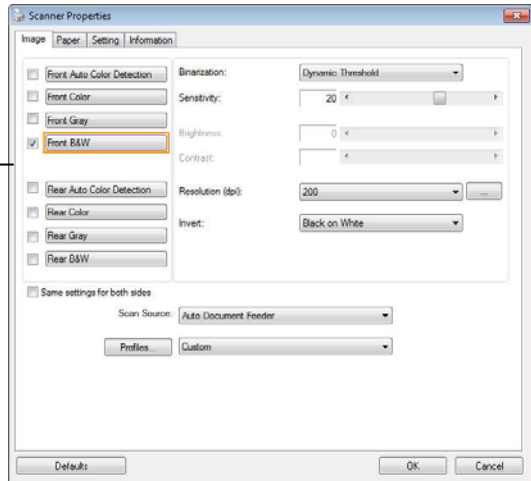 Scanner Properties
Image Paper Setting Information
Front Auto Color Detection
Front Color
Front Gray
Front B&W
Rear Auto Color Detection
Rear Color
Rear Gray
Rear B&W
Binarization: Dynamic Threshold
Sensitivity: 20
Brightness: 0
Contrast:
Resolution (dpi): 200 ...
Invert: Black on White
Same settings for both sides
Scan Source: Auto Document Feeder
Profiles... Custom
Defaults OK Cancel